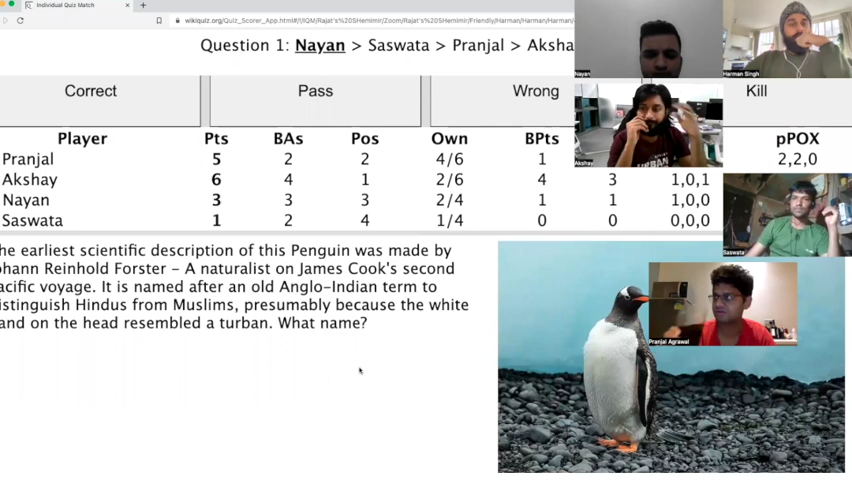 Individual Quiz Match
wikiquiz.org/Quiz_Scorer_App.html#/I/IQM/Rajat's%20SHemimir/Zoom/Rajat's%20SHemimir/Friendly/Harman/Harman/Harman/
Question 1: Nayan > Saswata > Pranjal > Aksha
Correct Pass Wrong Kill
Player Pts BAs Pos Own BPts pPOX
Pranjal 5 2 2 4/6 1 2,2,0
Akshay 6 4 1 2/6 4 3 1,0,1
Nayan 3 3 3 2/4 1 1 1,0,0
Saswata 1 2 4 1/4 0 0 0,0,0
he earliest scientific description of this Penguin was made by
ohann Reinhold Forster – A naturalist on James Cook's second
acific voyage. It is named after an old Anglo-Indian term to
istinguish Hindus from Muslims, presumably because the white
and on the head resembled a turban. What name?
Nayan
Harman Singh
Akshay
Saswata
Pranjal Agrawal